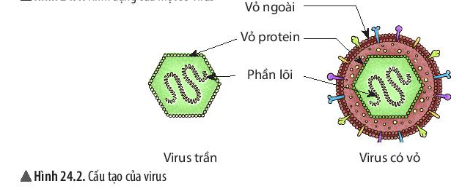 Vỏ ngoài
Vỏ protein
Phần lõi
Virus trần
Virus có vỏ
▲ Hình 24.2. Cấu tạo của virus